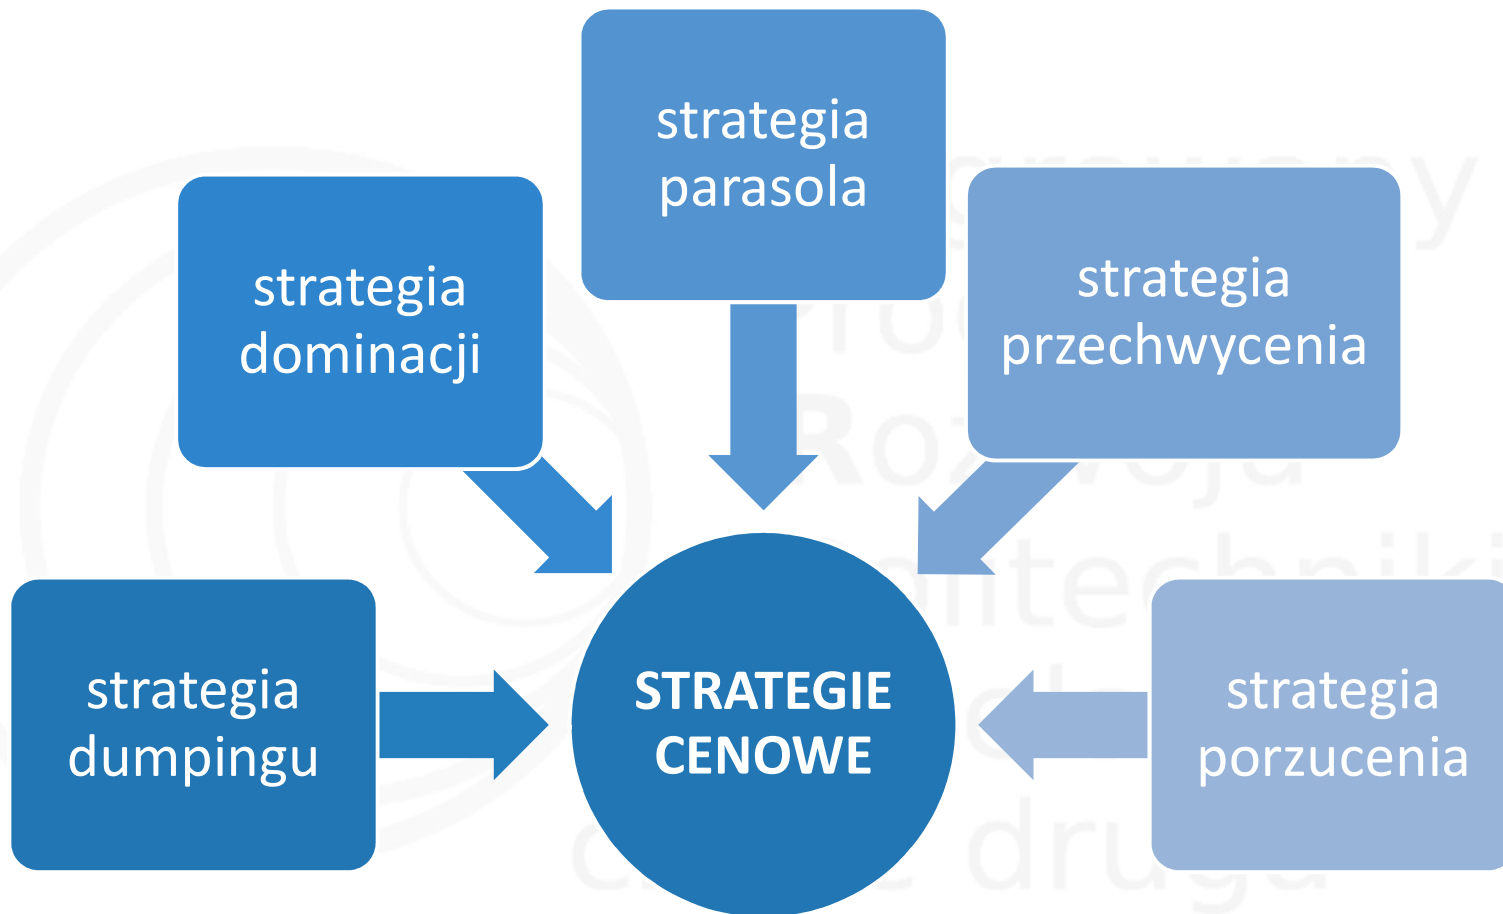 strategia
parasola
strategia
dominacji
strategia
przechwycenia
strategia
dumpingu
STRATEGIE
CENOWE
strategia
porzucenia